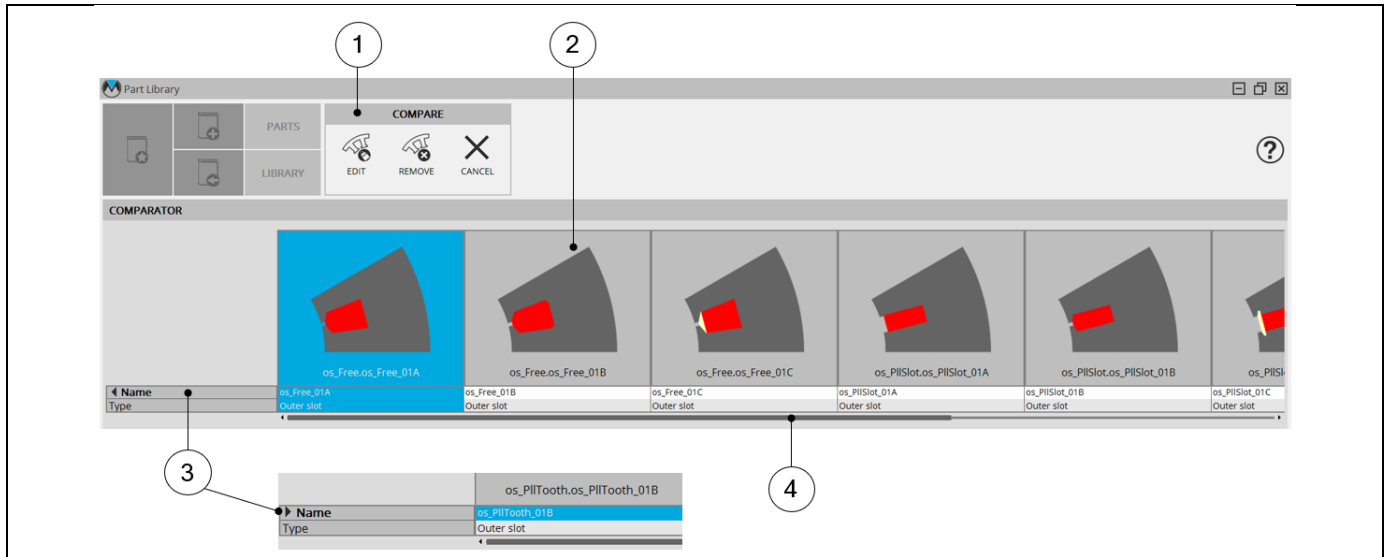 1
2
Part Library
COMPARE
PARTS
LIBRARY
EDIT
REMOVE
CANCEL
?
COMPARATOR
os_Free.os_Free_01A
os_Free.os_Free_01B
os_Free.os_Free_01C
os_PllSlot.os_PllSlot_01A
os_PllSlot.os_PllSlot_01B
os_PllSl
Name
os_Free_01A
os_Free_01B
os_Free_01C
os_PllSlot_01A
os_PllSlot_01B
os_PllSlot_01C
Type
Outer slot
Outer slot
Outer slot
Outer slot
Outer slot
Outer slot
3
4
os_PllTooth.os_PllTooth_01B
Name
os_PllTooth_01B
Type
Outer slot